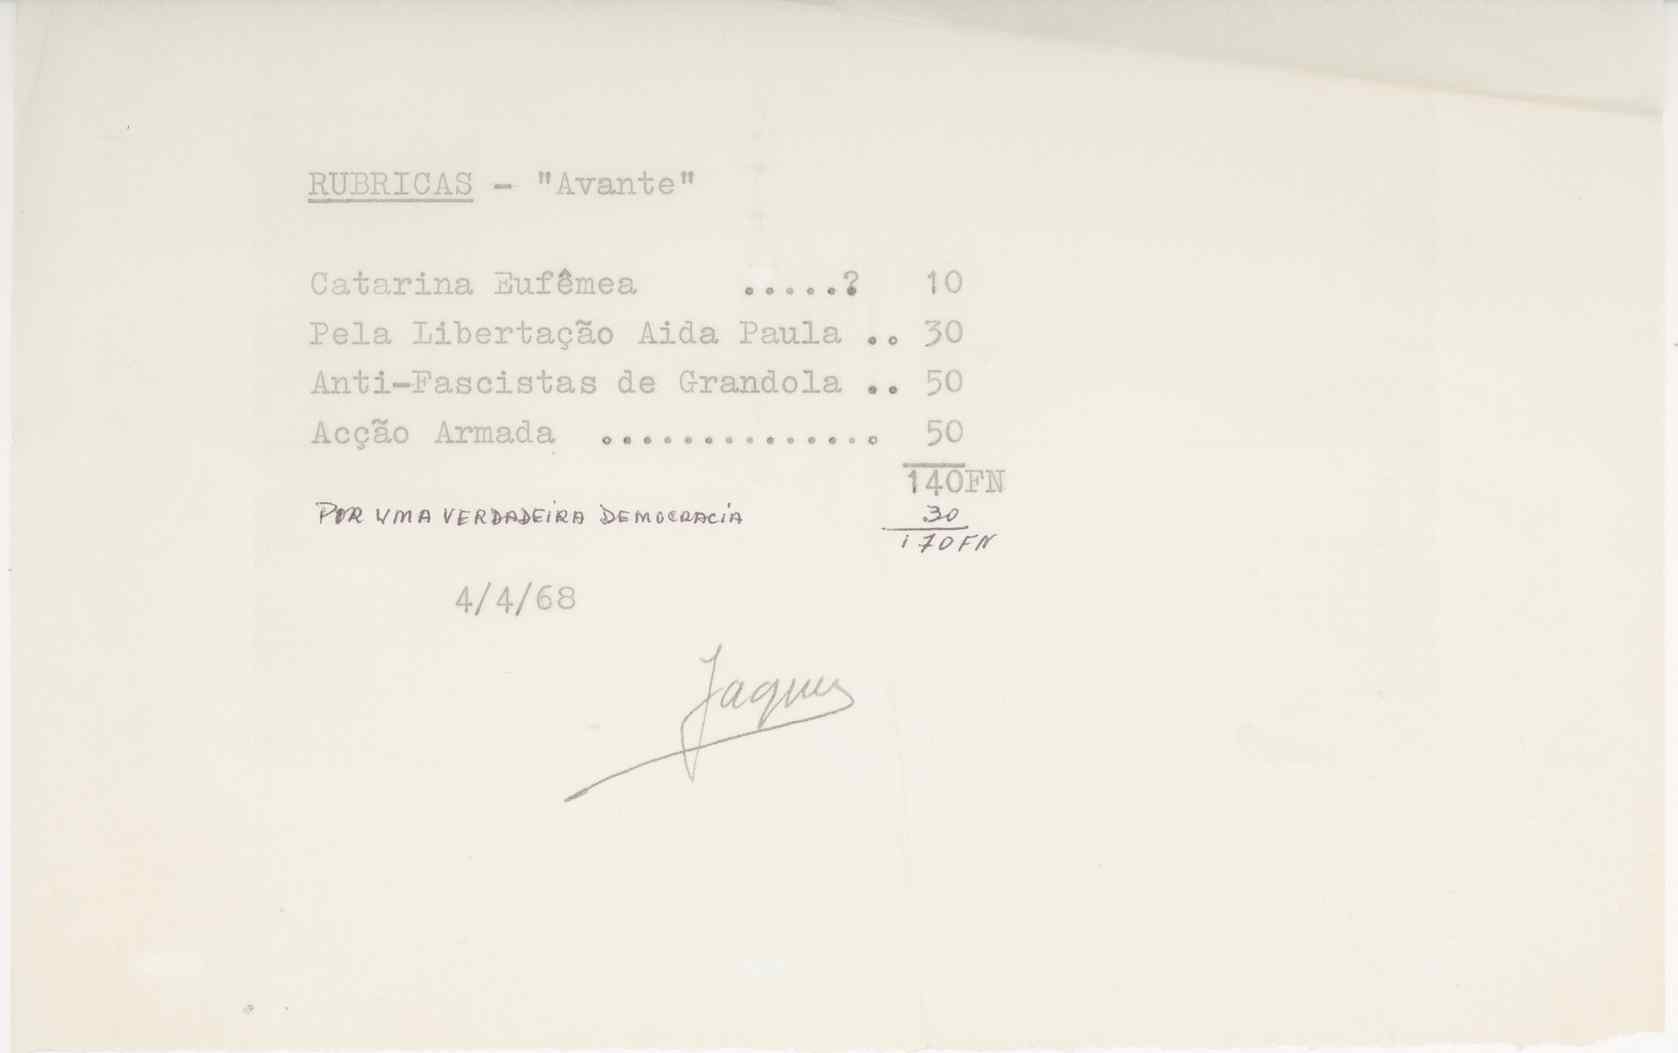 RUBRICAS - "Avante"
Catarina Eufêmea .....? 10
Pela Libertação Aida Paula .. 30
Anti-Fascistas de Grandola .. 50
Acção Armada .............. 50
140FN
POR UMA VERDADEIRA DEMOCRACIA 30
170FN
4/4/68
Jaques